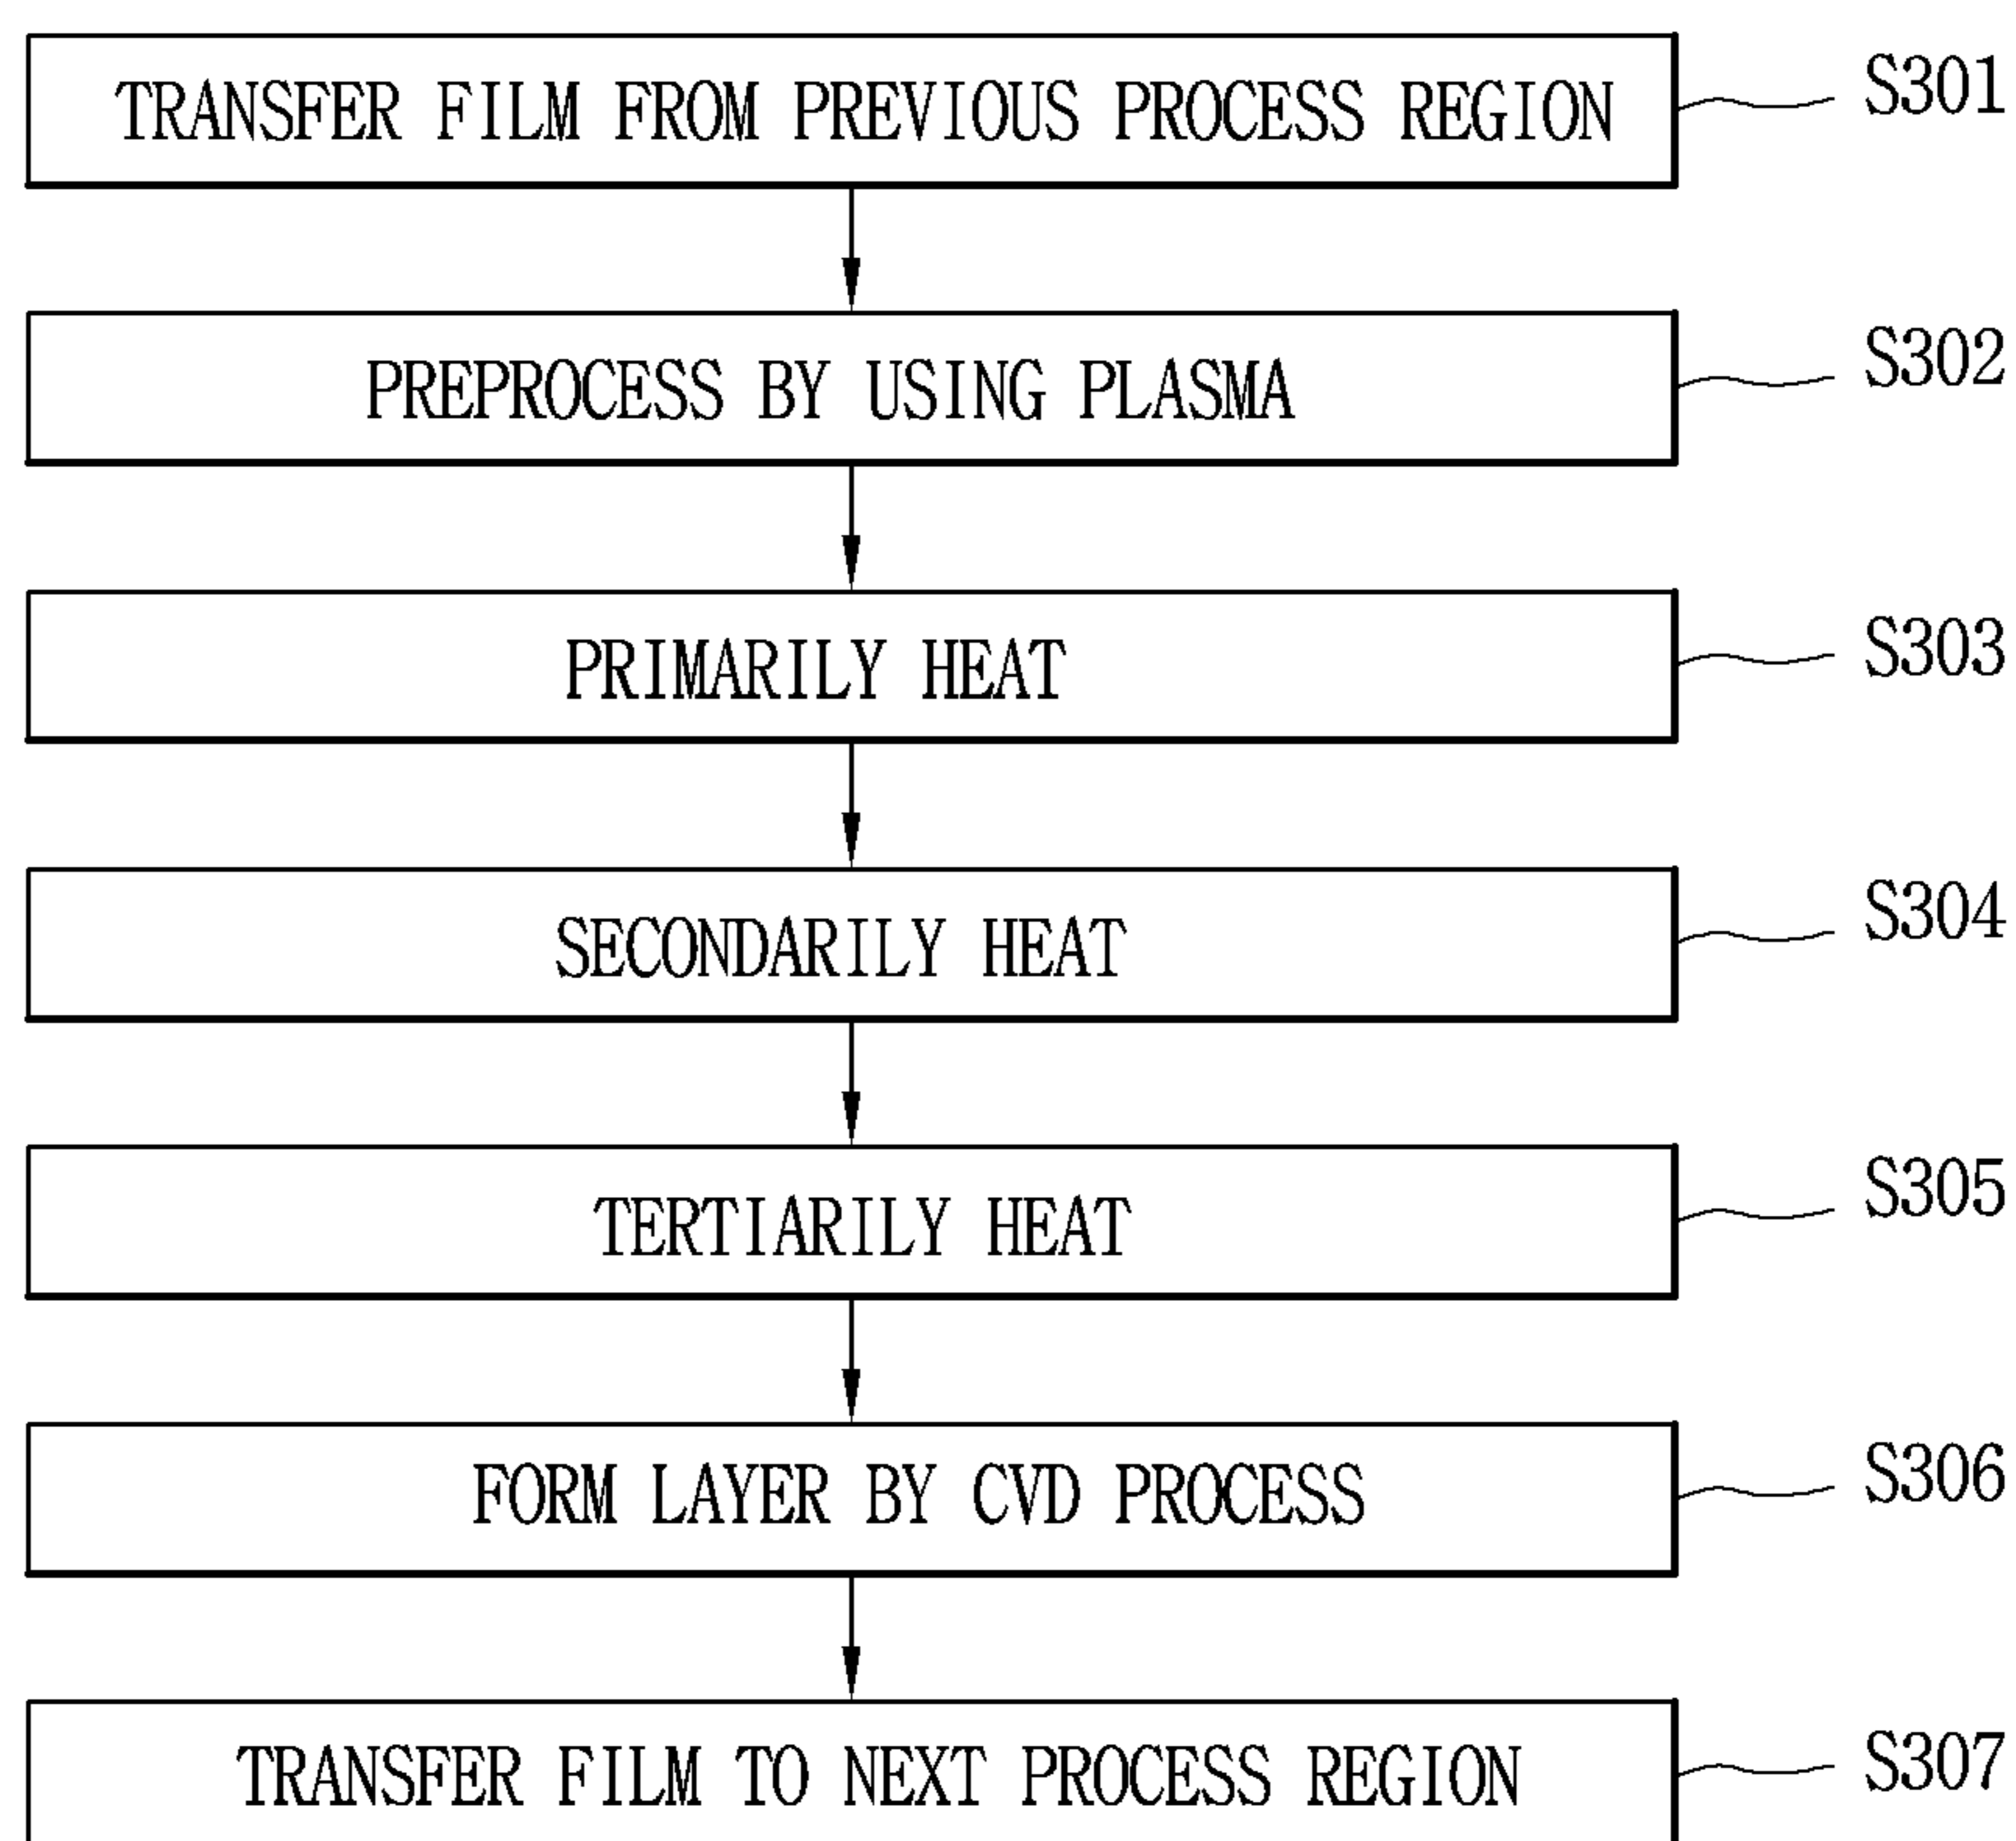 TRANSFER FILM FROM PREVIOUS PROCESS REGION S301
PREPROCESS BY USING PLASMA S302
PRIMARILY HEAT S303
SECONDARILY HEAT S304
TERTIARILY HEAT S305
FORM LAYER BY CVD PROCESS S306
TRANSFER FILM TO NEXT PROCESS REGION S307